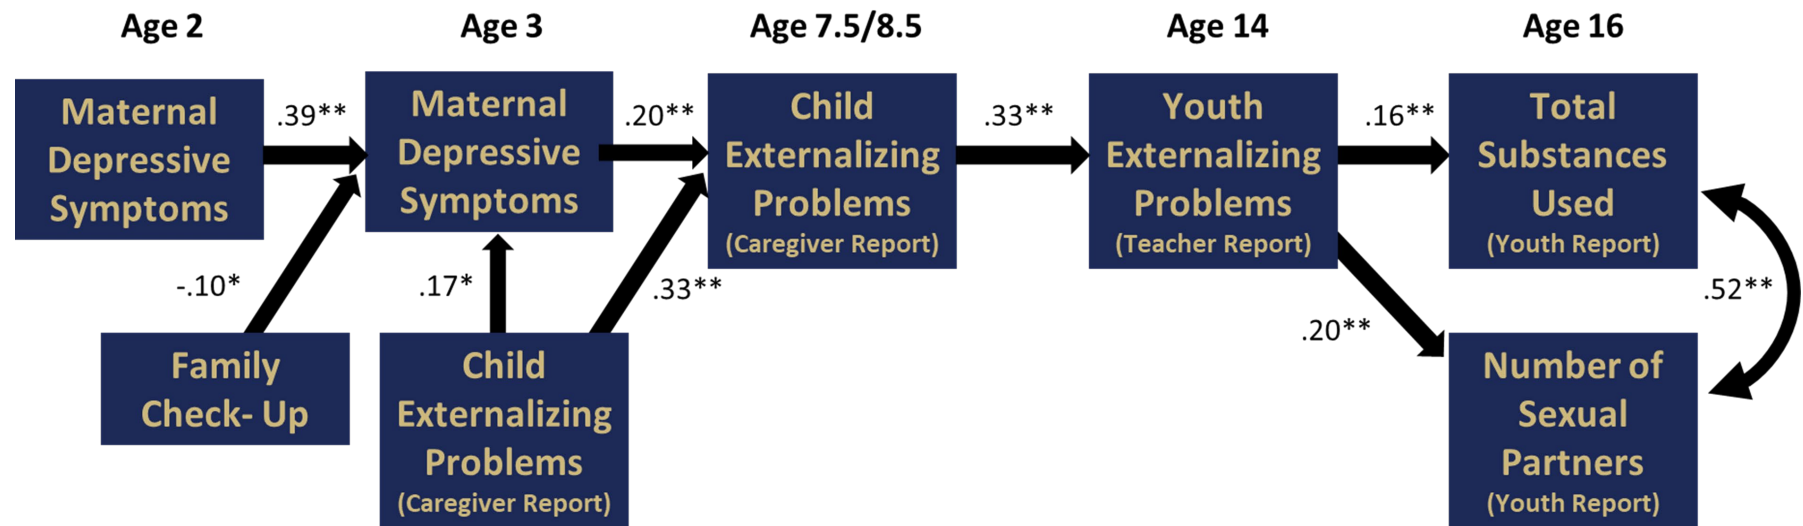 Age 2
Age 3
Age 7.5/8.5
Age 14
Age 16
Maternal
Depressive
Symptoms
.39**
Maternal
Depressive
Symptoms
.20**
Child
Externalizing
Problems
(Caregiver Report)
.33**
Youth
Externalizing
Problems
(Teacher Report)
.16**
Total
Substances
Used
(Youth Report)
-.10*
.17*
.33**
.20**
.52**
Family
Check- Up
Child
Externalizing
Problems
(Caregiver Report)
Number of
Sexual
Partners
(Youth Report)